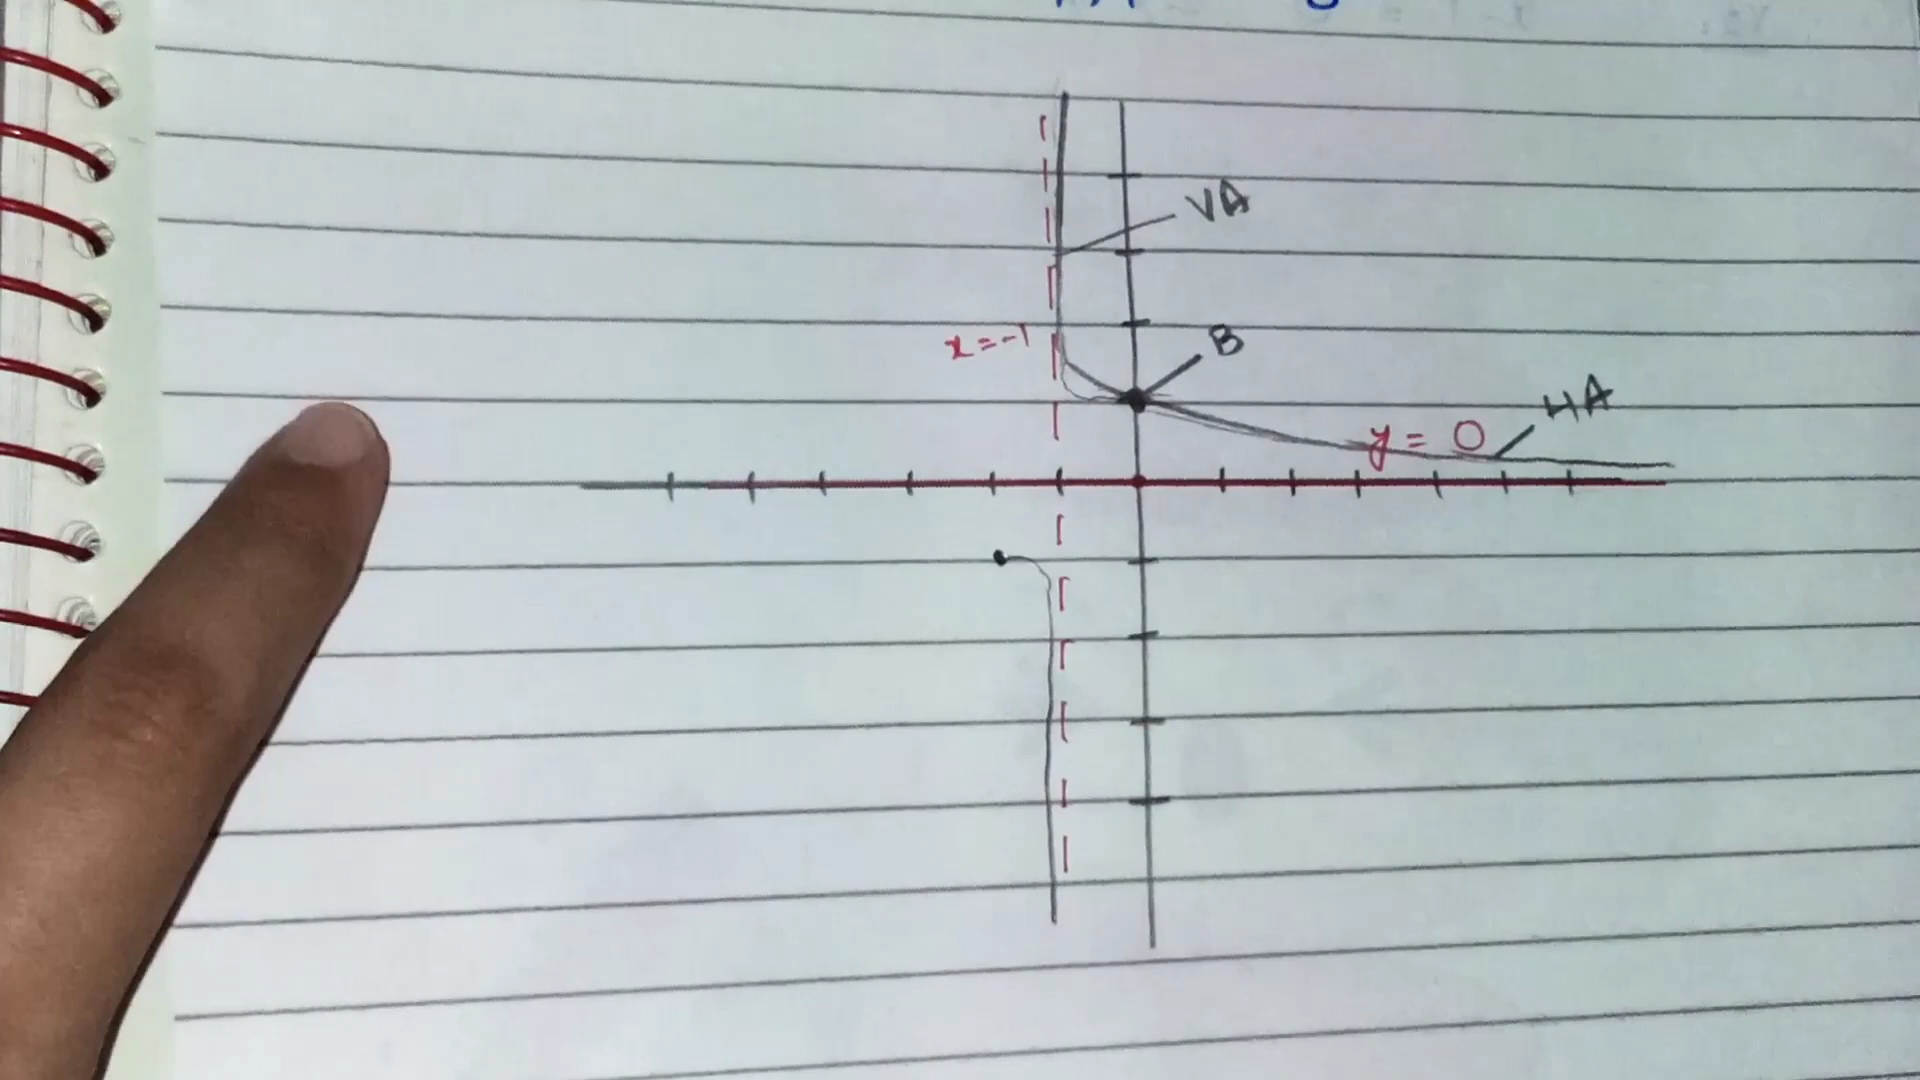 VA
x = -1
B
HA
y = 0